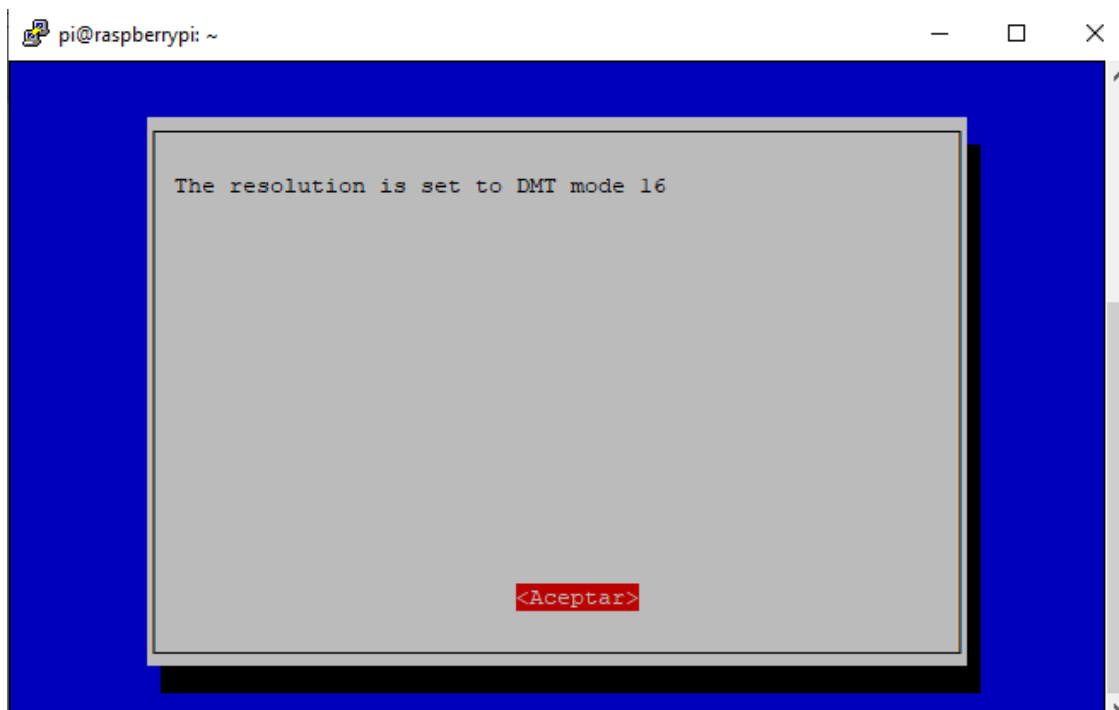 pi@raspberrypi: ~
The resolution is set to DMT mode 16
<Aceptar>